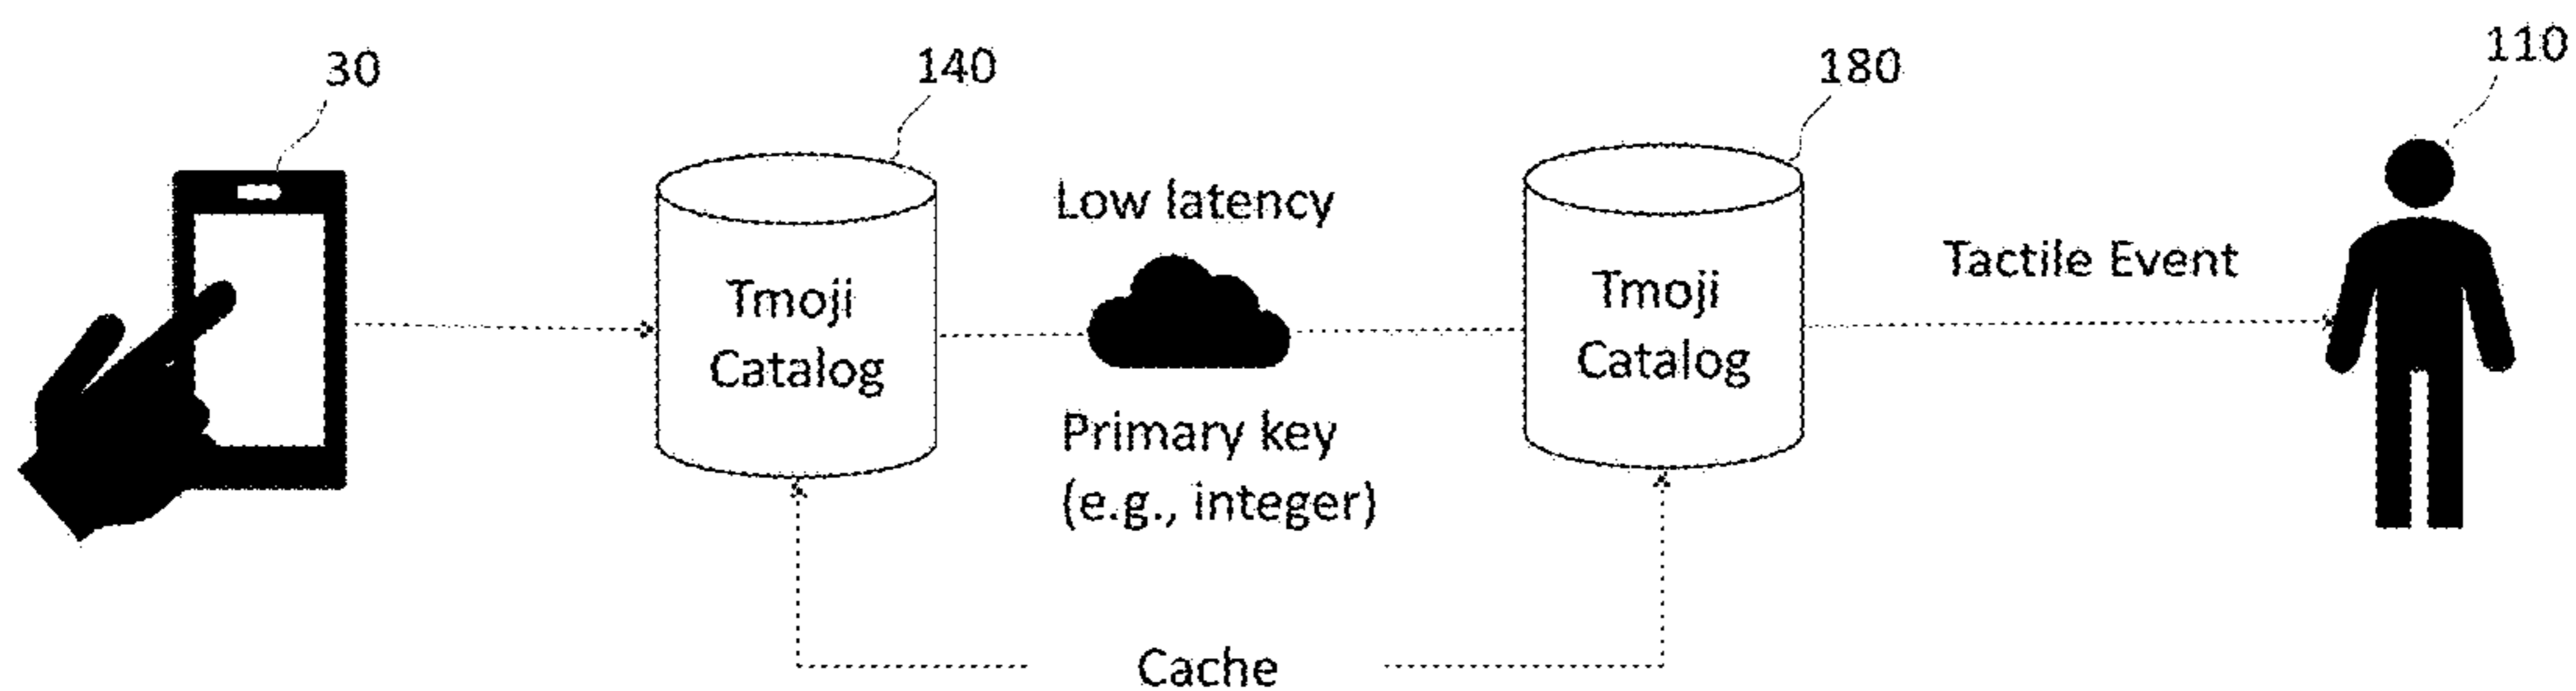 30
140
180
110
Low latency
Tmoji
Catalog
Primary key
(e.g., integer)
Tmoji
Catalog
Tactile Event
Cache